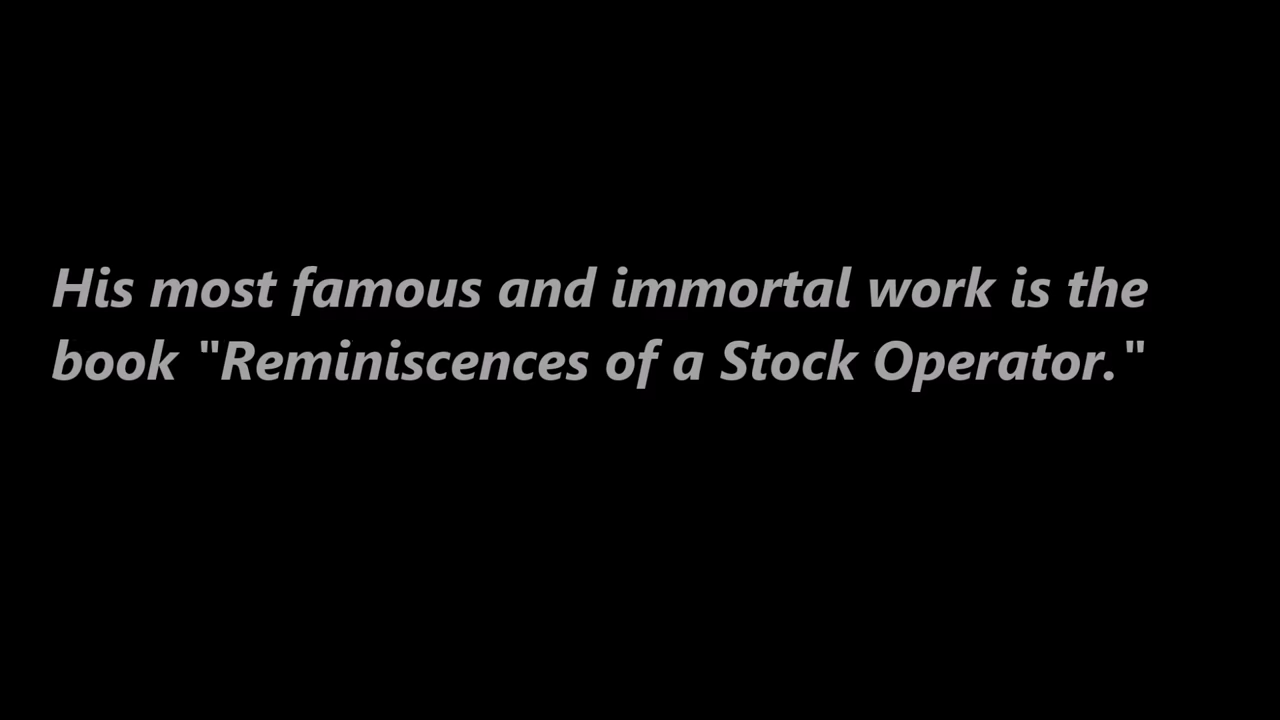 His most famous and immortal work is the
book "Reminiscences of a Stock Operator."